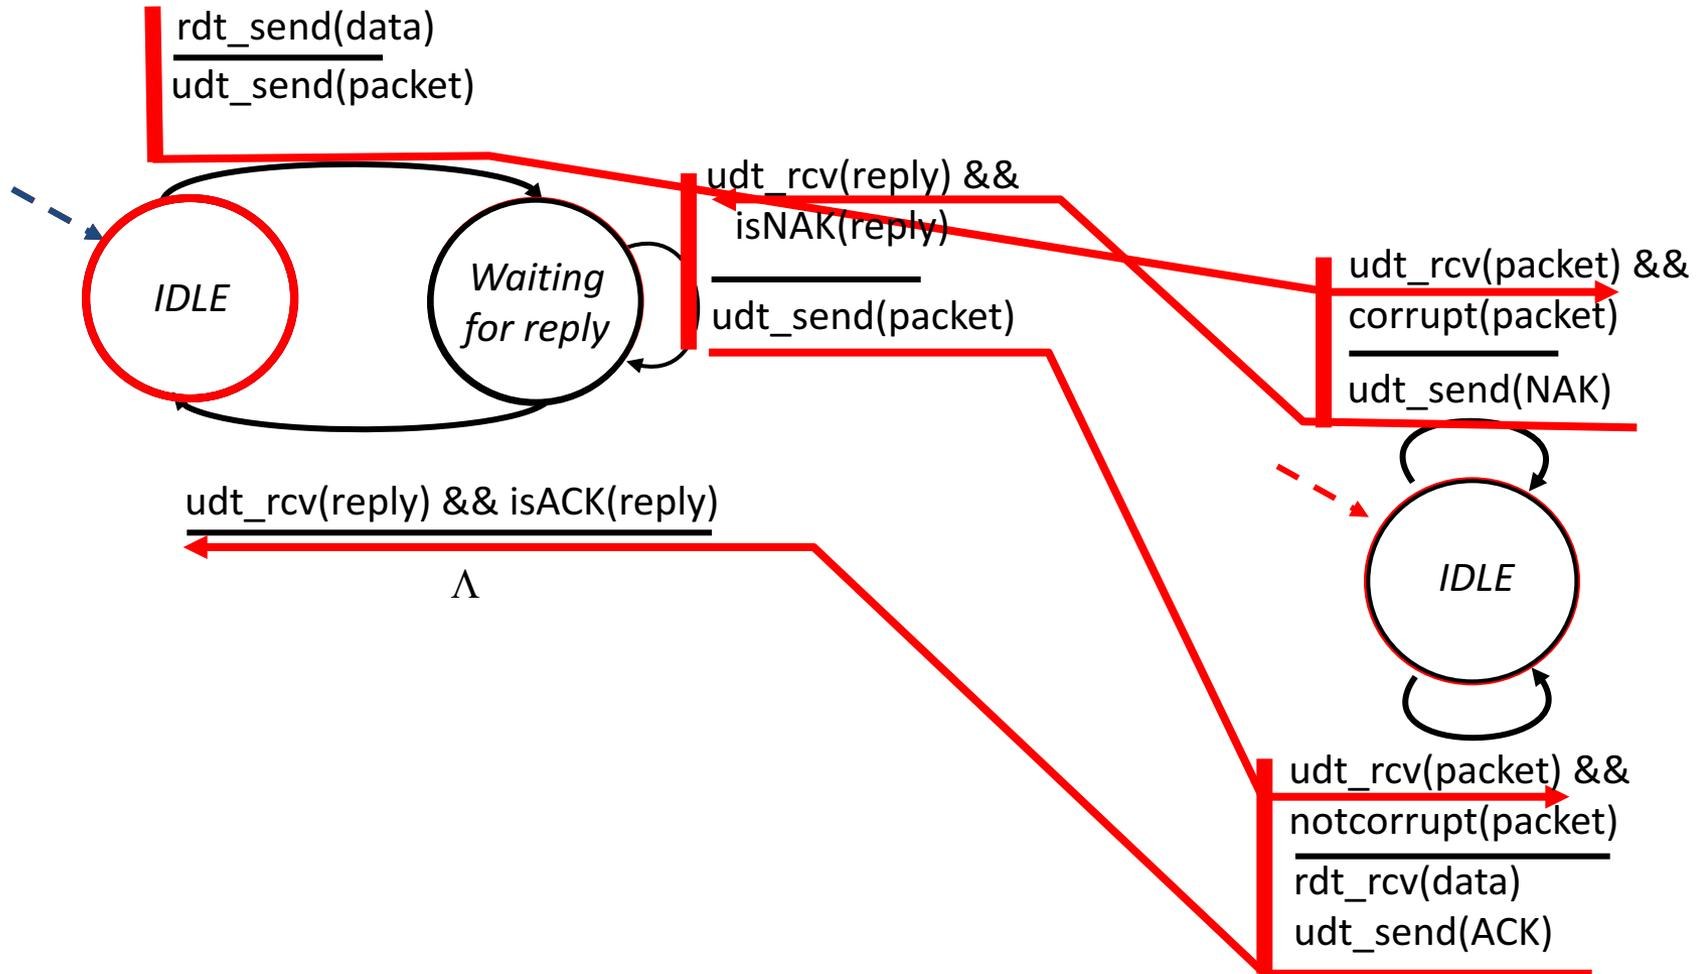 rdt_send(data)
udt_send(packet)
udt_rcv(reply) &&
isNAK(reply)
udt_send(packet)
IDLE
Waiting
for reply
udt_rcv(packet) &&
corrupt(packet)
udt_send(NAK)
udt_rcv(reply) && isACK(reply)
Λ
IDLE
udt_rcv(packet) &&
notcorrupt(packet)
rdt_rcv(data)
udt_send(ACK)